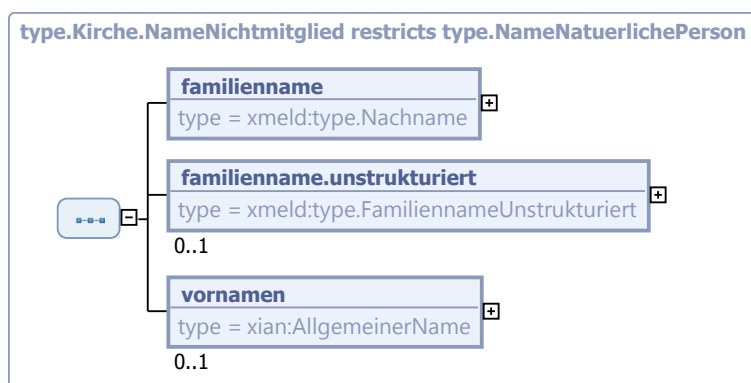 type.Kirche.NameNichtmitglied restricts type.NameNatuerlichePerson
familienname
type = xmeld:type.Nachname
familienname.unstrukturiert
type = xmeld:type.FamiliennameUnstrukturiert
0..1
vornamen
type = xian:AllgemeinerName
0..1